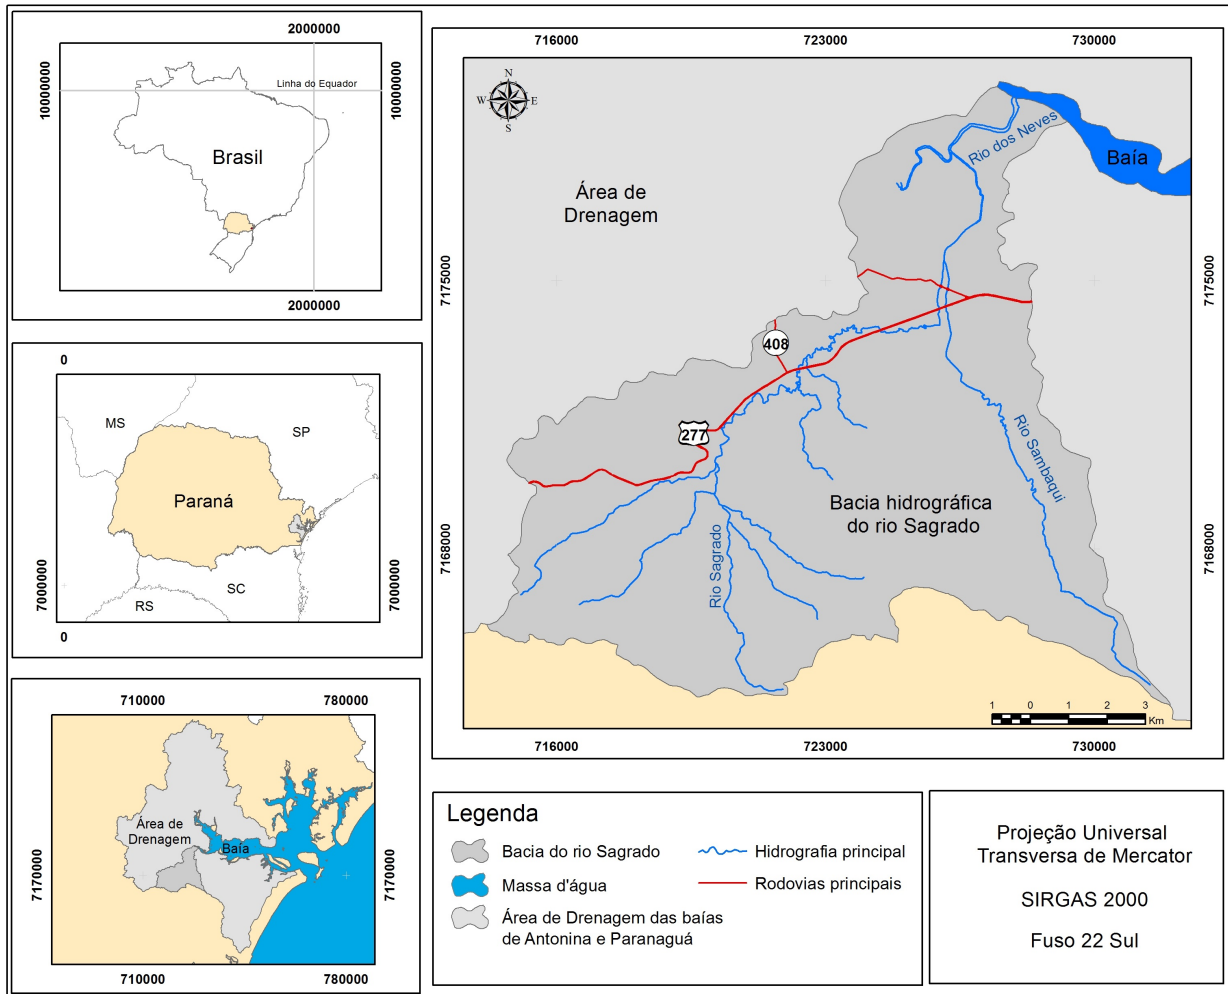 2000000
Linha do Equador
10000000
10000000
Brasil
2000000
0
MS
SP
Paraná
7000000
7000000
SC
RS
0
710000
780000
Área de
Drenagem
Baía
7170000
7170000
710000
780000
716000
723000
730000
N
W
E
S
Rio dos Neves
Baía
Área de
Drenagem
7175000
7175000
408
277
Rio Sambaqui
Bacia hidrográfica
do rio Sagrado
7168000
7168000
Rio Sagrado
1
0
1
2
3
Km
716000
723000
730000
Legenda
Bacia do rio Sagrado
Hidrografia principal
Massa d'água
Rodovias principais
Área de Drenagem das baías
de Antonina e Paranaguá
Projeção Universal
Transversa de Mercator
SIRGAS 2000
Fuso 22 Sul